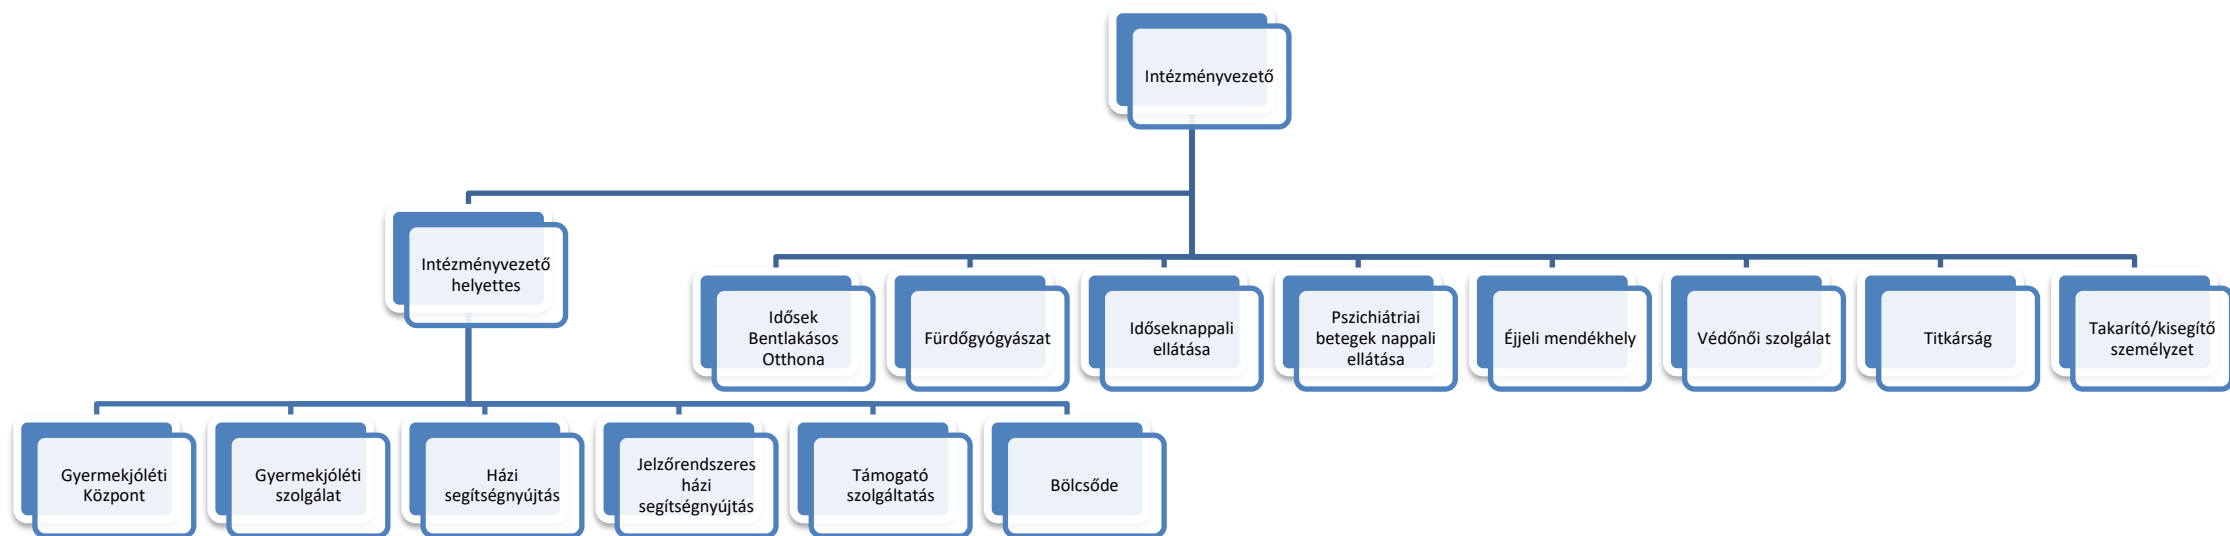 Intézményvezető
Intézményvezető
helyettes
Idősek
Bentlakásos
Otthona
Fürdőgyógyászat
Időseknappali
ellátása
Pszichiátriai
betegek nappali
ellátása
Éjjeli mendékhely
Védőnői szolgálat
Titkárság
Takarító/kisegítő
személyzet
Gyermekjóléti
Központ
Gyermekjóléti
szolgálat
Házi
segítségnyújtás
Jelzőrendszeres
házi
segítségnyújtás
Támogató
szolgáltatás
Bölcsőde